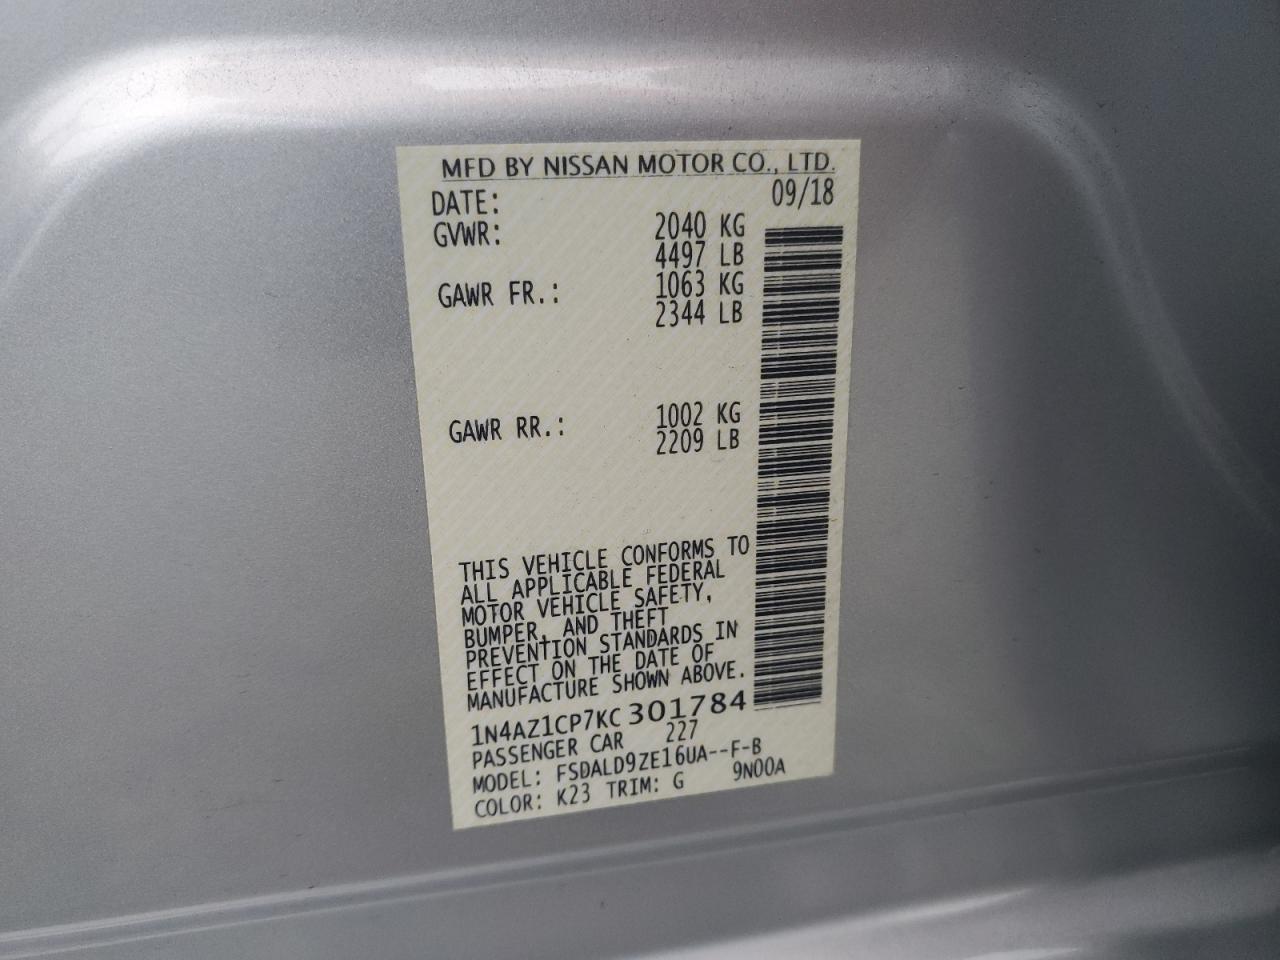 MFD BY NISSAN MOTOR CO., LTD.
DATE: 09/18
GVWR: 2040 KG
4497 LB
GAWR FR.: 1063 KG
2344 LB
GAWR RR.: 1002 KG
2209 LB
THIS VEHICLE CONFORMS TO
ALL APPLICABLE FEDERAL
MOTOR VEHICLE SAFETY,
BUMPER, AND THEFT
PREVENTION STANDARDS IN
EFFECT ON THE DATE OF
MANUFACTURE SHOWN ABOVE.
1N4AZ1CP7KC301784
PASSENGER CAR 227
MODEL: FSDALD9ZE16UA--F-B
COLOR: K23 TRIM: G 9N00A